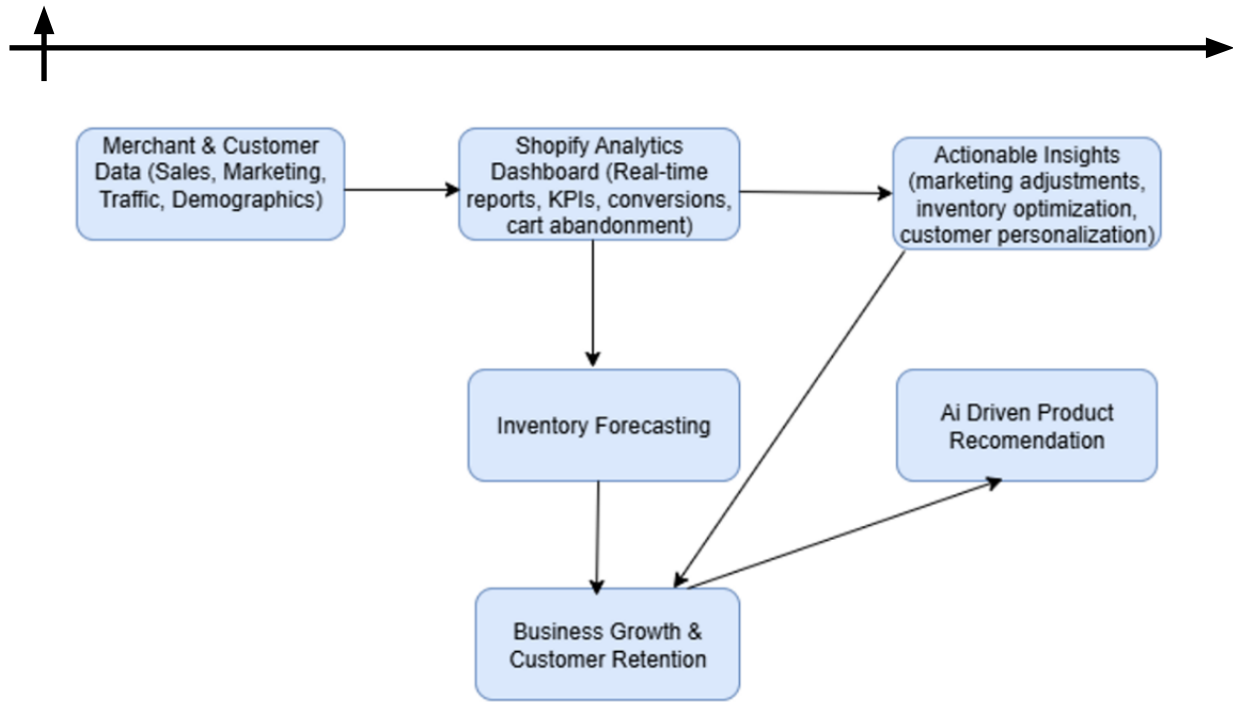 Merchant & Customer
Data (Sales, Marketing,
Traffic, Demographics)
Shopify Analytics
Dashboard (Real-time
reports, KPIs, conversions,
cart abandonment)
Actionable Insights
(marketing adjustments,
inventory optimization,
customer personalization)
Inventory Forecasting
Ai Driven Product
Recomendation
Business Growth &
Customer Retention